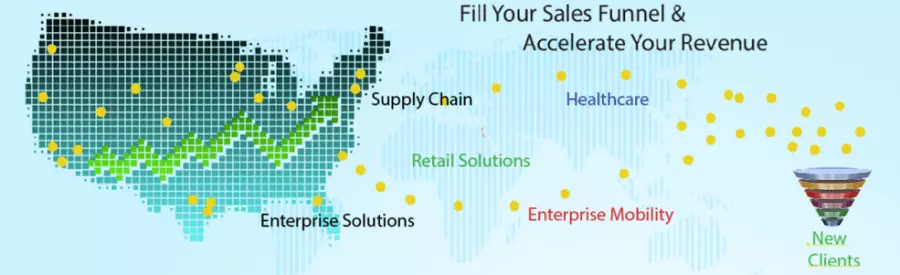 Fill Your Sales Funnel &
Accelerate Your Revenue
Supply Chain
Healthcare
Retail Solutions
Enterprise Solutions
Enterprise Mobility
New
Clients